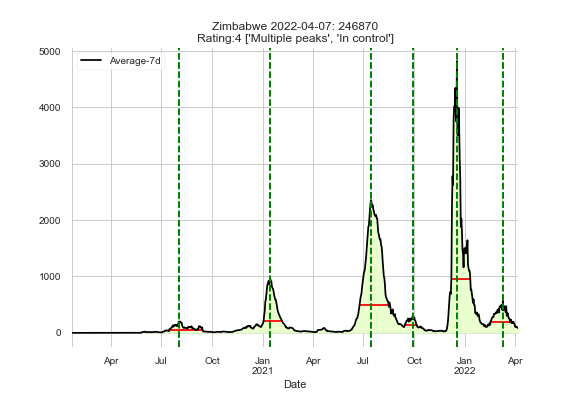 Zimbabwe 2022-04-07: 246870
Rating:4 ['Multiple peaks', 'In control']
Average-7d
5000
4000
3000
2000
1000
0
Apr Jul Oct Jan Apr Jul Oct Jan Apr
2021 2022
Date